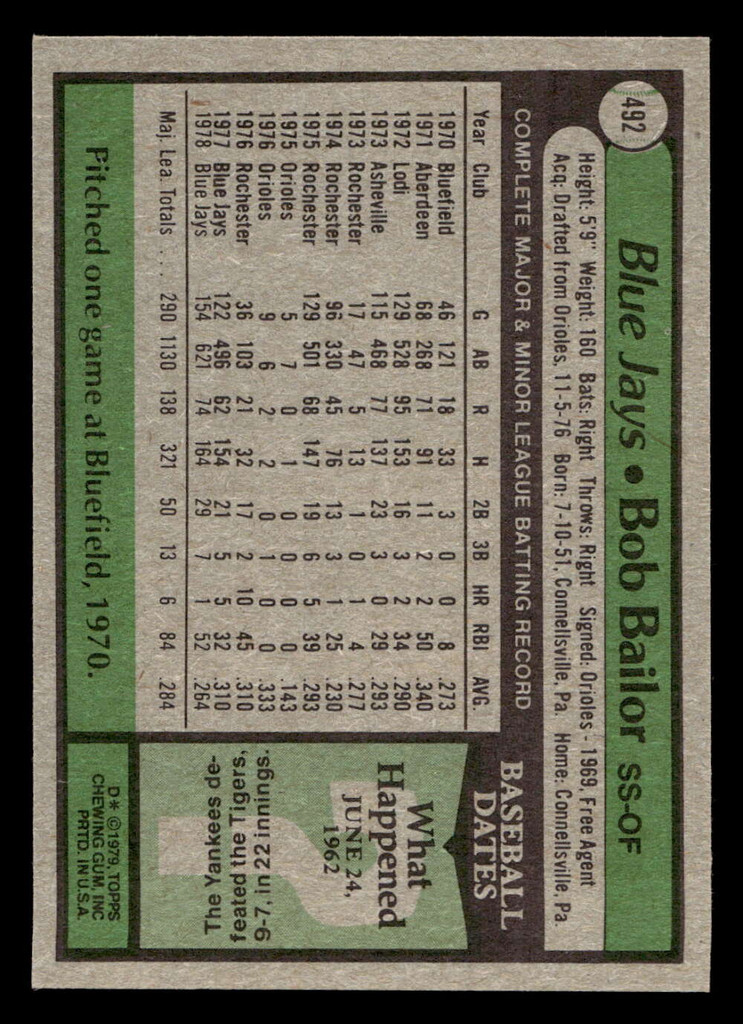 492
Blue Jays • Bob Bailor SS-OF
Height: 5'9" Weight: 160 Bats: Right Throws: Right Signed: Orioles - 1969, Free Agent
Acq: Drafted from Orioles, 11-5-76 Born: 7-10-51, Connellsville, Pa. Home: Connellsville, Pa.
COMPLETE MAJOR & MINOR LEAGUE BATTING RECORD
Year Club G AB R H 2B 3B HR RBI AVG.
1970 Bluefield 46 121 18 33 3 0 0 8 .273
1971 Aberdeen 68 268 71 91 11 2 2 50 .340
1972 Lodi 129 528 95 153 16 3 2 34 .290
1973 Asheville 115 468 77 137 23 3 0 29 .293
1973 Rochester 17 47 5 13 1 0 1 4 .277
1974 Rochester 96 330 45 76 13 3 1 25 .230
1975 Rochester 129 501 68 147 19 6 5 39 .293
1975 Orioles 5 7 0 1 0 0 0 0 .143
1976 Orioles 9 6 2 2 0 1 0 0 .333
1976 Rochester 36 103 21 32 17 2 10 45 .310
1977 Blue Jays 122 496 62 154 21 5 5 32 .310
1978 Blue Jays 154 621 74 164 29 7 1 52 .264
Maj. Lea. Totals . . . 290 1130 138 321 50 13 6 84 .284
Pitched one game at Bluefield, 1970.
BASEBALL
DATES
What
Happened
JUNE 24,
1962
The Yankees de-
feated the Tigers,
9-7, in 22 innings.
D* ©1979, TOPPS
CHEWING GUM, INC
PRTD. IN U.S.A.